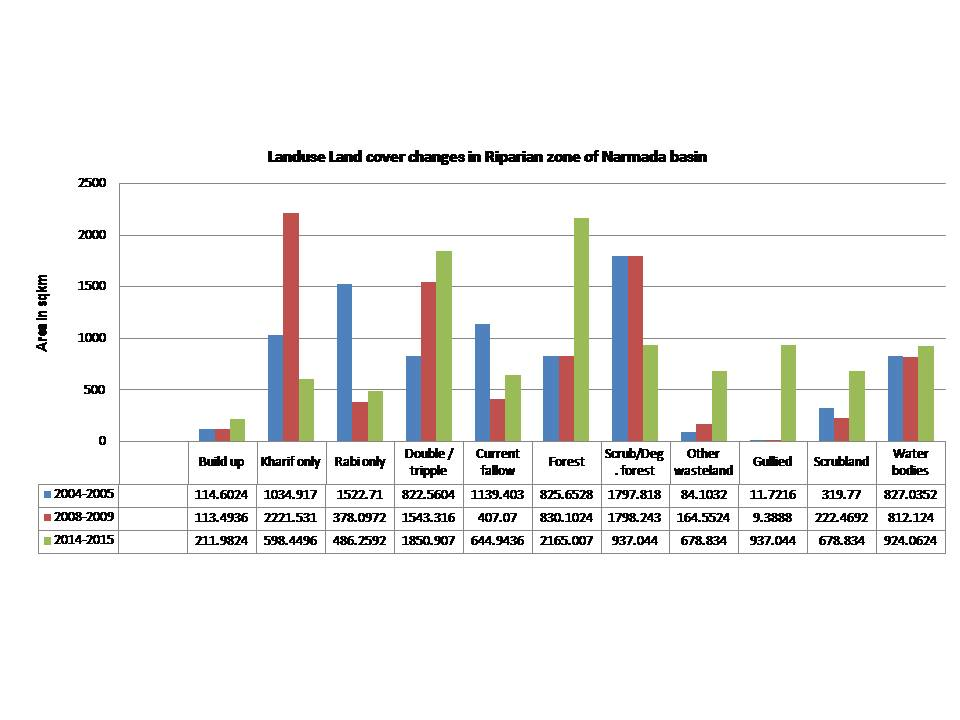 Landuse Land cover changes in Riparian zone of Narmada basin
2500
2000
1500
1000
500
0
Area in sqkm
Build up Kharif only Rabi only Double / tripple Current fallow Forest Scrub/Deg . forest Other wasteland Gullied Scrubland Water bodies
2004-2005 114.6024 1034.917 1522.71 822.5604 1139.403 825.6528 1797.818 84.1032 11.7216 319.77 827.0352
2008-2009 113.4936 2221.531 378.0972 1543.316 407.07 830.1024 1798.243 164.5524 9.3888 222.4692 812.124
2014-2015 211.9824 598.4496 486.2592 1850.907 644.9436 2165.007 937.044 678.834 937.044 678.834 924.0624